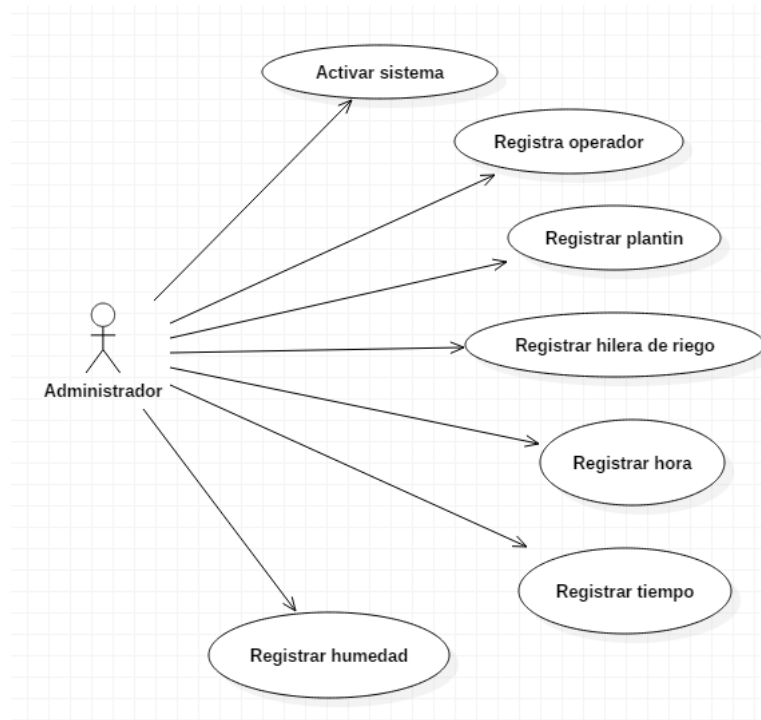 Activar sistema
Registra operador
Registrar plantin
Registrar hilera de riego
Administrador
Registrar hora
Registrar tiempo
Registrar humedad